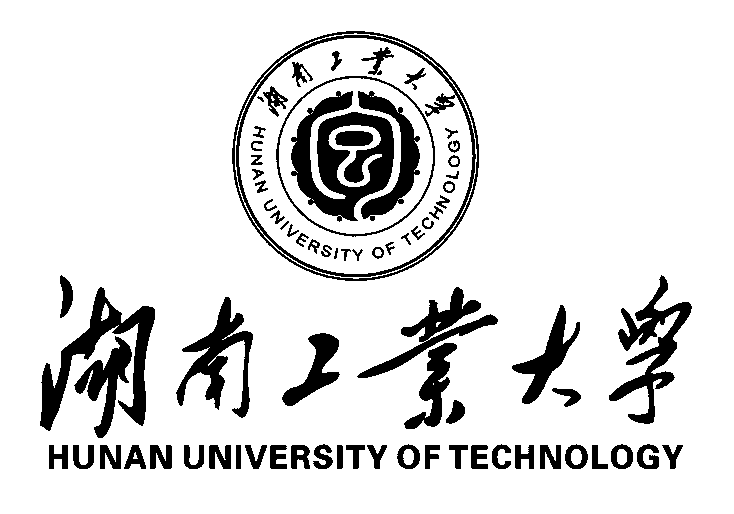 湖南工業大學
HUNAN UNIVERSITY OF TECHNOLOGY
湖南工業大學
HUNAN UNIVERSITY OF TECHNOLOGY